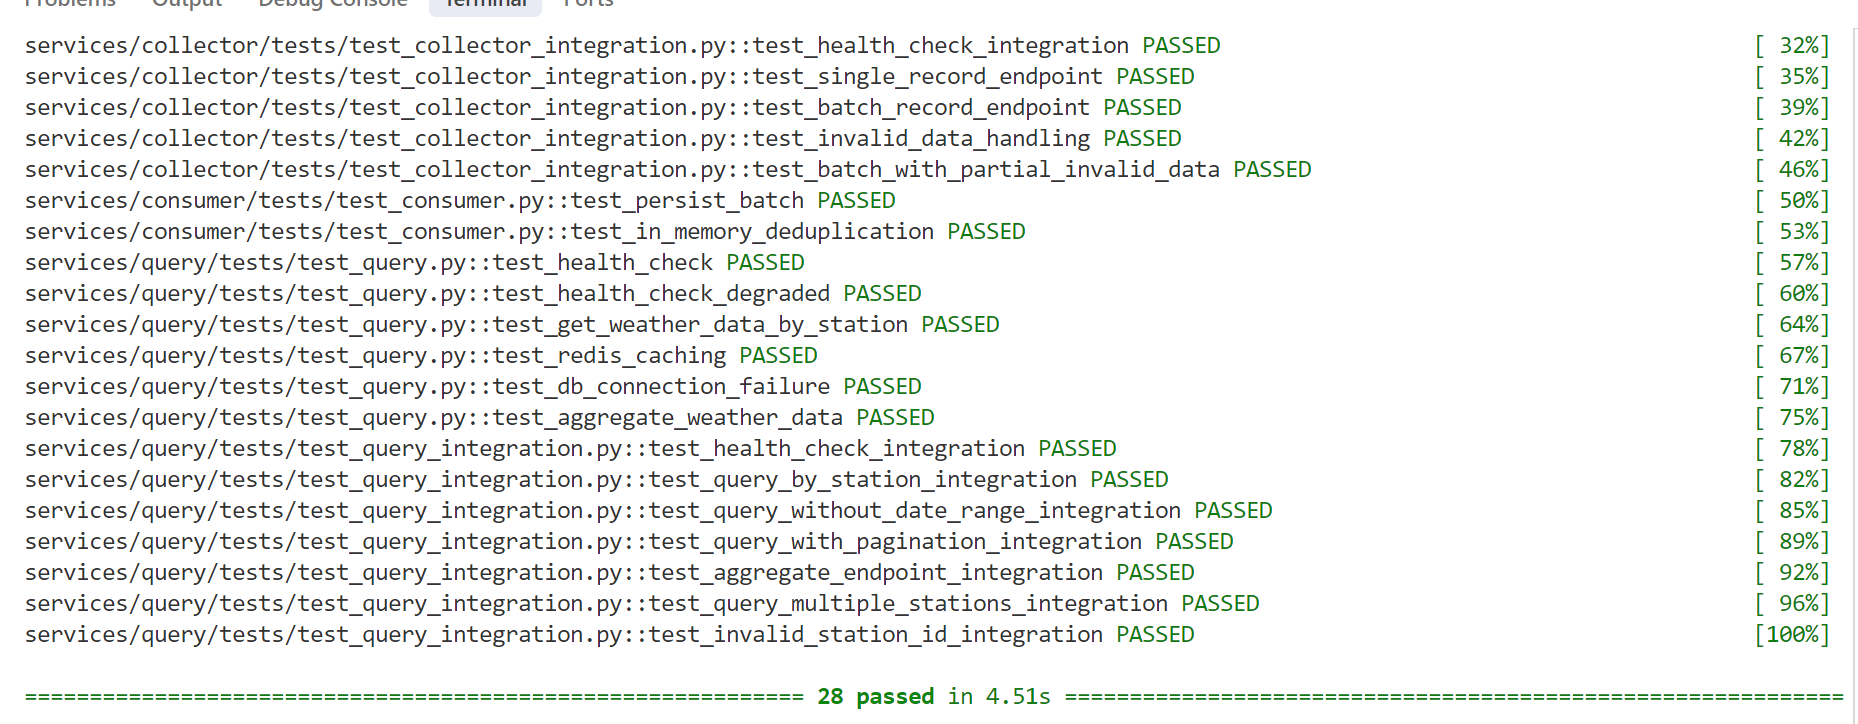 Problems Output Debug Console Terminal Ports
services/collector/tests/test_collector_integration.py::test_health_check_integration PASSED [ 32%]
services/collector/tests/test_collector_integration.py::test_single_record_endpoint PASSED [ 35%]
services/collector/tests/test_collector_integration.py::test_batch_record_endpoint PASSED [ 39%]
services/collector/tests/test_collector_integration.py::test_invalid_data_handling PASSED [ 42%]
services/collector/tests/test_collector_integration.py::test_batch_with_partial_invalid_data PASSED [ 46%]
services/consumer/tests/test_consumer.py::test_persist_batch PASSED [ 50%]
services/consumer/tests/test_consumer.py::test_in_memory_deduplication PASSED [ 53%]
services/query/tests/test_query.py::test_health_check PASSED [ 57%]
services/query/tests/test_query.py::test_health_check_degraded PASSED [ 60%]
services/query/tests/test_query.py::test_get_weather_data_by_station PASSED [ 64%]
services/query/tests/test_query.py::test_redis_caching PASSED [ 67%]
services/query/tests/test_query.py::test_db_connection_failure PASSED [ 71%]
services/query/tests/test_query.py::test_aggregate_weather_data PASSED [ 75%]
services/query/tests/test_query_integration.py::test_health_check_integration PASSED [ 78%]
services/query/tests/test_query_integration.py::test_query_by_station_integration PASSED [ 82%]
services/query/tests/test_query_integration.py::test_query_without_date_range_integration PASSED [ 85%]
services/query/tests/test_query_integration.py::test_query_with_pagination_integration PASSED [ 89%]
services/query/tests/test_query_integration.py::test_aggregate_endpoint_integration PASSED [ 92%]
services/query/tests/test_query_integration.py::test_query_multiple_stations_integration PASSED [ 96%]
services/query/tests/test_query_integration.py::test_invalid_station_id_integration PASSED [100%]
============================================================ 28 passed in 4.51s ============================================================